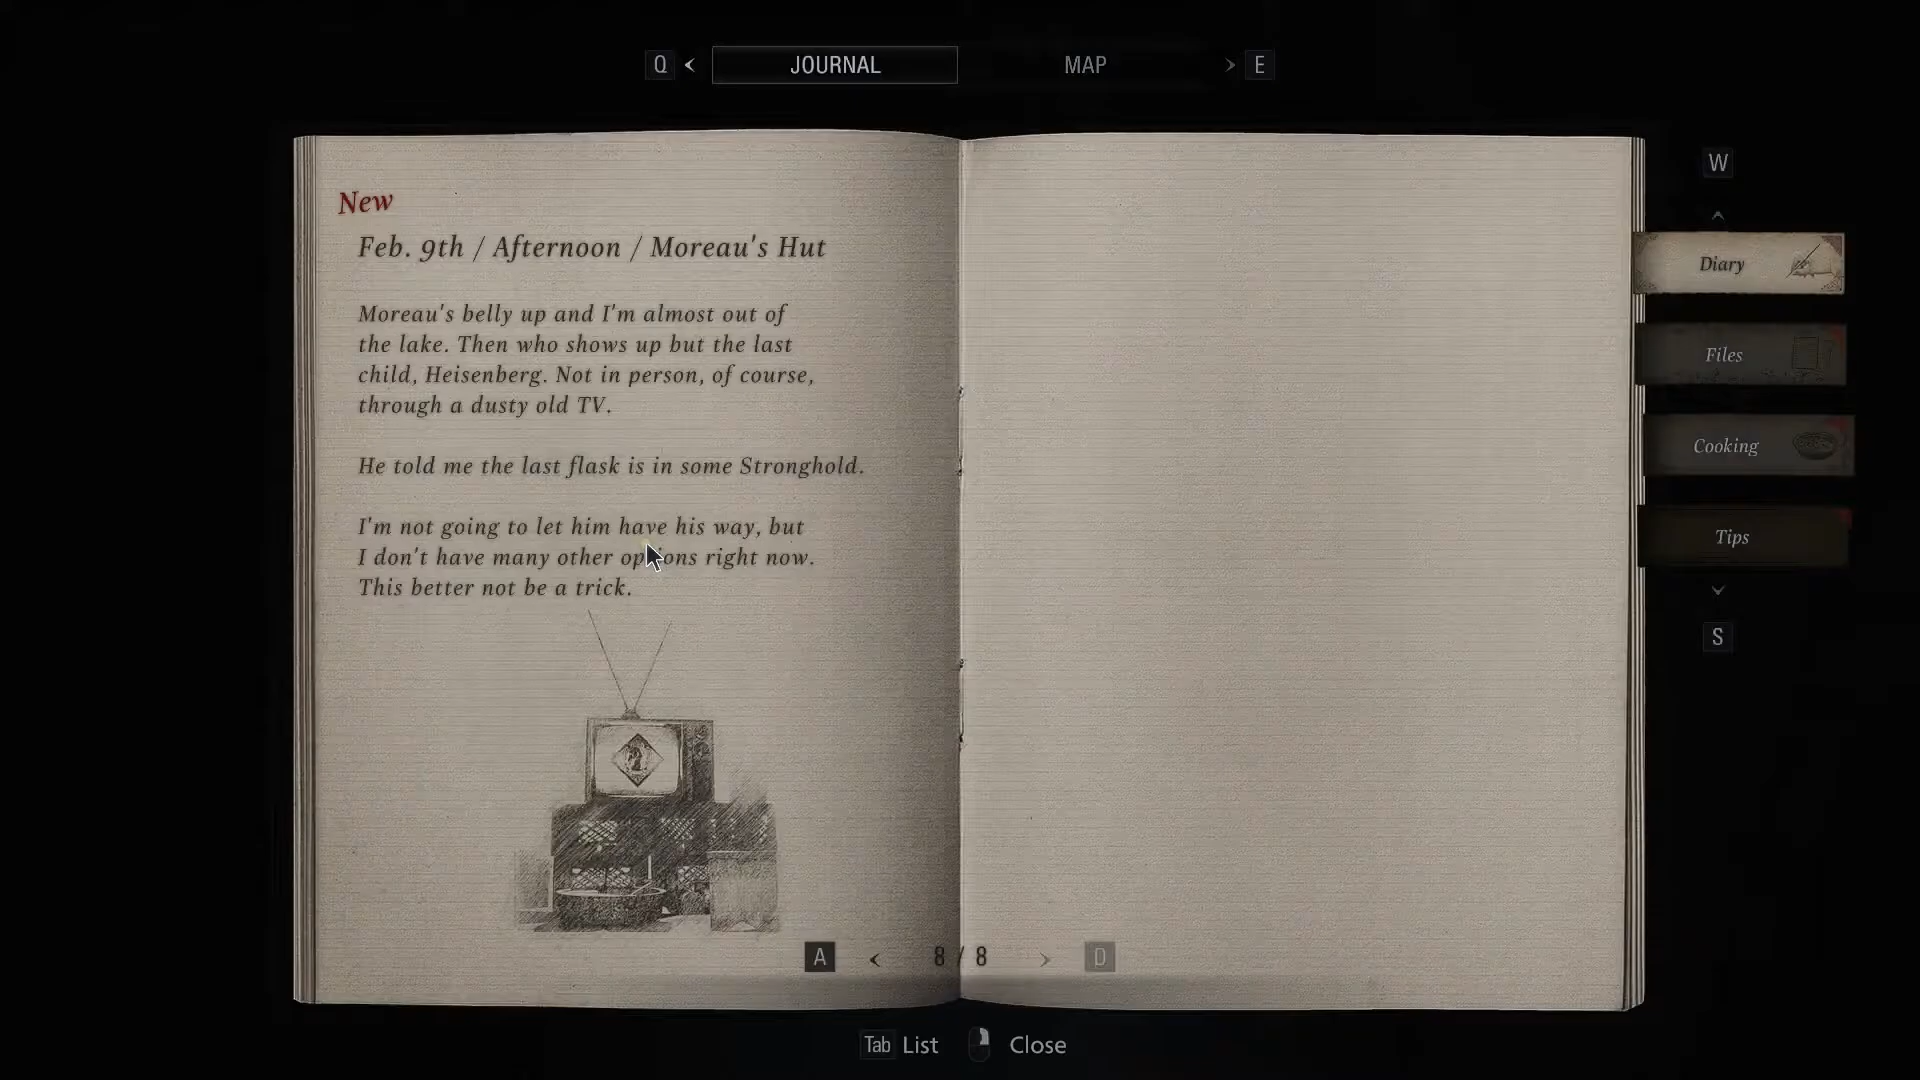 Q < JOURNAL MAP > E
W
New
Feb. 9th / Afternoon / Moreau's Hut
Diary
Moreau's belly up and I'm almost out of
the lake. Then who shows up but the last
child, Heisenberg. Not in person, of course,
through a dusty old TV.
Files
He told me the last flask is in some Stronghold.
Cooking
I'm not going to let him have his way, but
I don't have many other options right now.
This better not be a trick.
Tips
S
A < 8 / 8 > D
Tab List Close